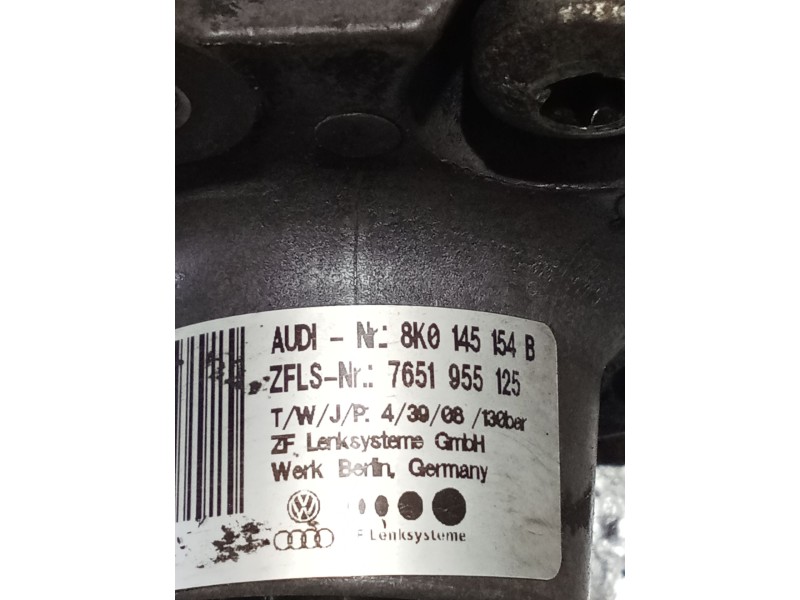 AUDI - Nr.: 8K0 145 154 B
ZFLS-Nr.: 7651 955 125
T/W/J/P: 4/39/08 /130bar
ZF Lenksysteme GmbH
Werk Berlin, Germany
F Lenksysteme